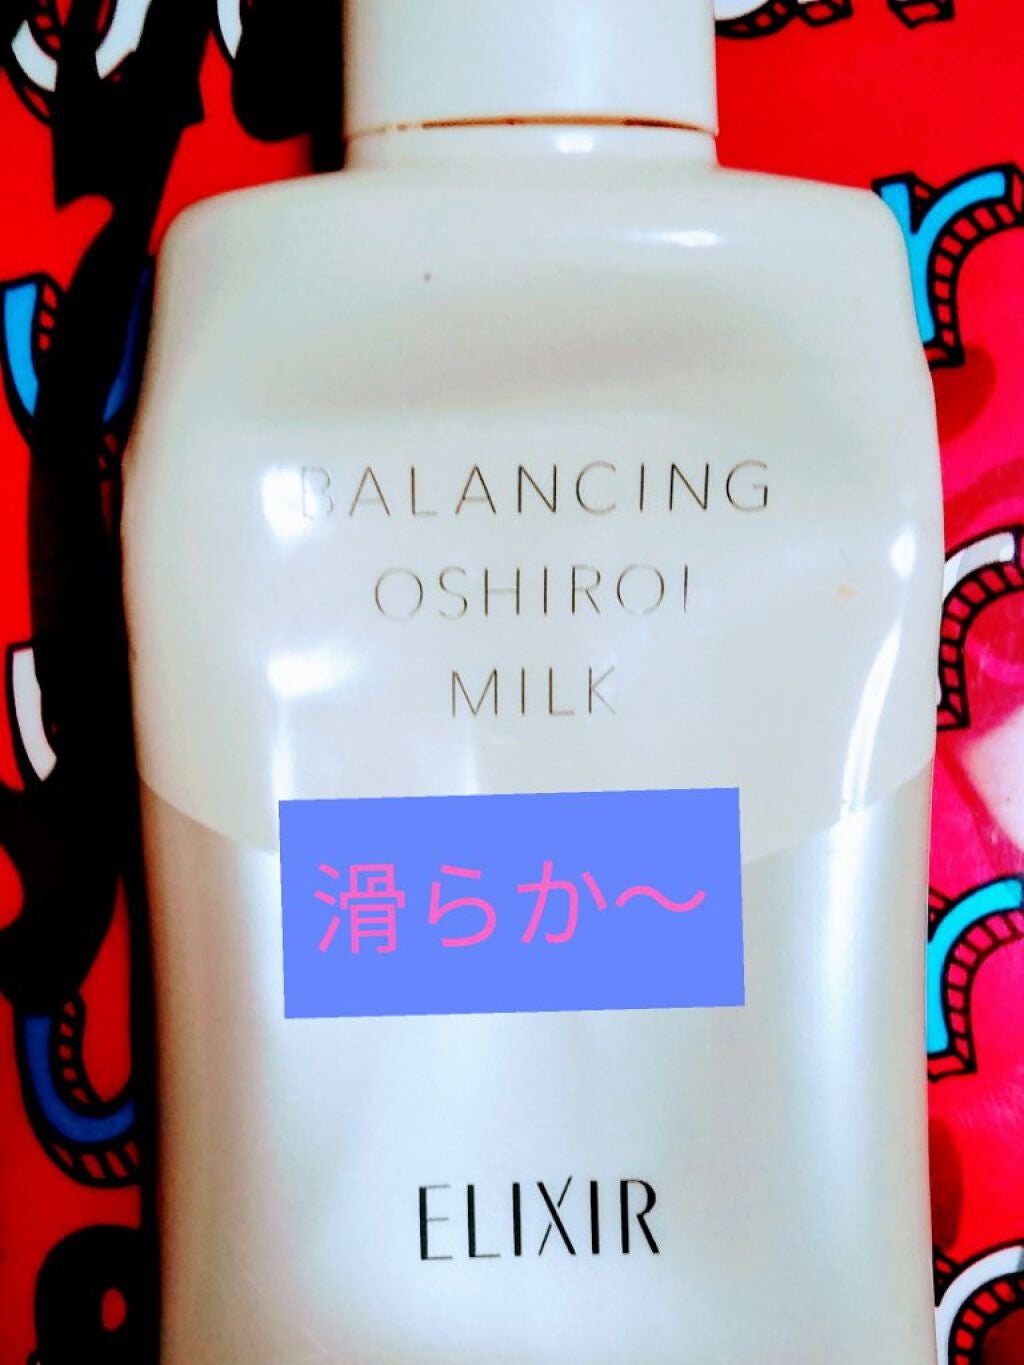 BALANCING
OSHIROI
MILK
滑らか〜
ELIXIR